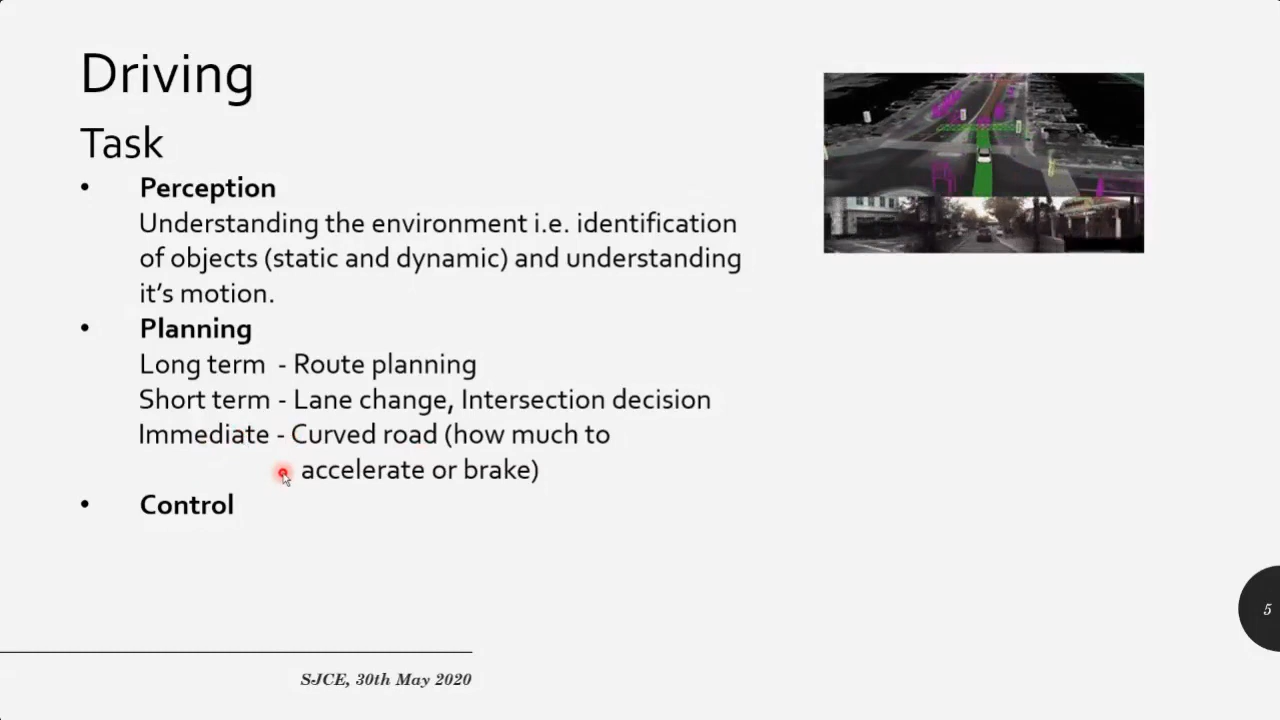 Driving
Task
• Perception
Understanding the environment i.e. identification
of objects (static and dynamic) and understanding
it’s motion.
• Planning
Long term - Route planning
Short term - Lane change, Intersection decision
Immediate - Curved road (how much to
accelerate or brake)
• Control
5
SJCE, 30th May 2020